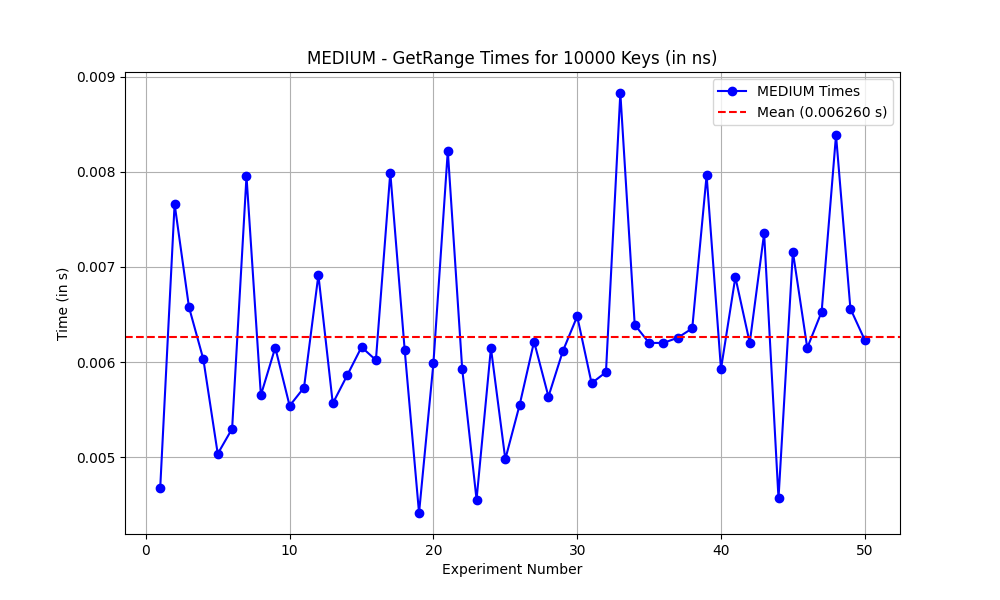 MEDIUM - GetRange Times for 10000 Keys (in ns)
MEDIUM Times
Mean (0.006260 s)
Time (in s)
0.009
0.008
0.007
0.006
0.005
0 10 20 30 40 50
Experiment Number